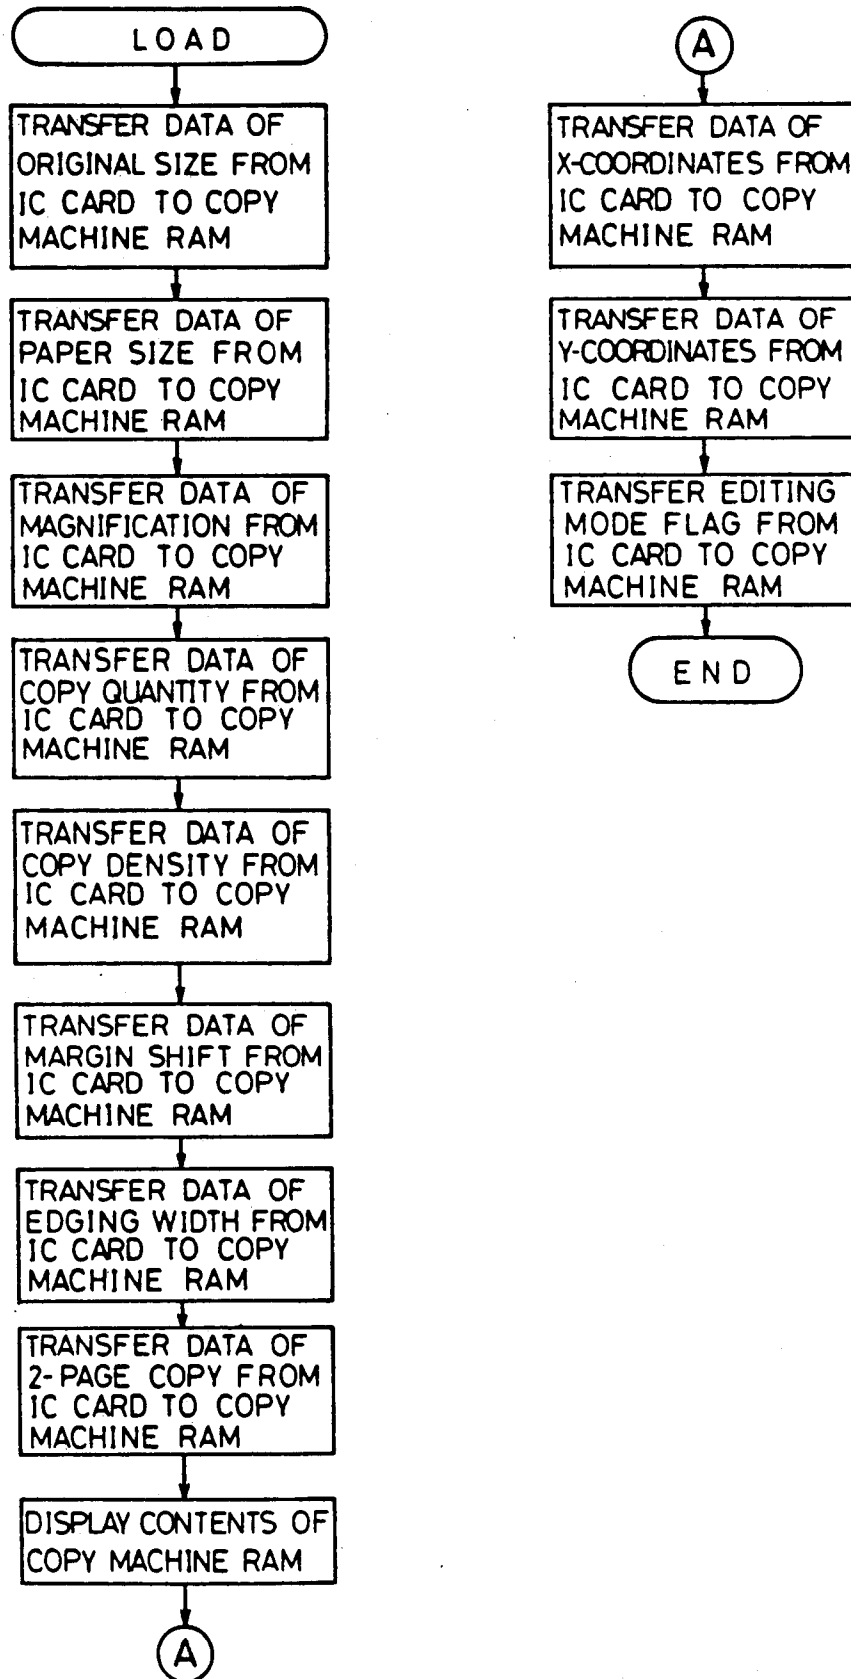 LOAD
TRANSFER DATA OF
ORIGINAL SIZE FROM
IC CARD TO COPY
MACHINE RAM
TRANSFER DATA OF
PAPER SIZE FROM
IC CARD TO COPY
MACHINE RAM
TRANSFER DATA OF
MAGNIFICATION FROM
IC CARD TO COPY
MACHINE RAM
TRANSFER DATA OF
COPY QUANTITY FROM
IC CARD TO COPY
MACHINE RAM
TRANSFER DATA OF
COPY DENSITY FROM
IC CARD TO COPY
MACHINE RAM
TRANSFER DATA OF
MARGIN SHIFT FROM
IC CARD TO COPY
MACHINE RAM
TRANSFER DATA OF
EDGING WIDTH FROM
IC CARD TO COPY
MACHINE RAM
TRANSFER DATA OF
2-PAGE COPY FROM
IC CARD TO COPY
MACHINE RAM
DISPLAY CONTENTS OF
COPY MACHINE RAM
A
A
TRANSFER DATA OF
X-COORDINATES FROM
IC CARD TO COPY
MACHINE RAM
TRANSFER DATA OF
Y-COORDINATES FROM
IC CARD TO COPY
MACHINE RAM
TRANSFER EDITING
MODE FLAG FROM
IC CARD TO COPY
MACHINE RAM
END